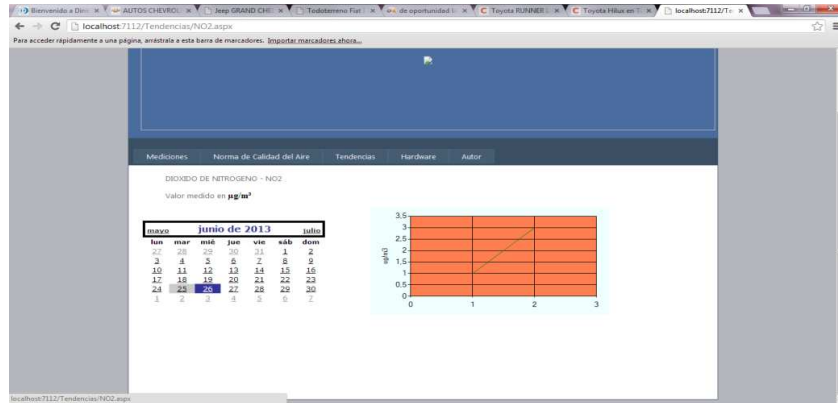 Bienvenido a Dir
AUTOS CHEVROL
Jeep GRAND CHE
Todoterreno Fiat
de oportunidad
Toyota RUNNER
Toyota Hilux en T
localhost:7112/Te
localhost:7112/Tendencias/NO2.aspx
Para acceder rápidamente a una página, arrástrala a esta barra de marcadores. Importar marcadores ahora...
Mediciones Norma de Calidad del Aire Tendencias Hardware Autor
DIOXIDO DE NITROGENO - NO2
Valor medido en µg/m³
mayo junio de 2013 julio
lun mar mié jue vie sáb dom
27 28 29 30 31 1 2
3 4 5 6 7 8 9
10 11 12 13 14 15 16
17 18 19 20 21 22 23
24 25 26 27 28 29 30
1 2 3 4 5 6 7
3,5
3
2,5
2
1,5
1
0,5
0
0 1 2 3
localhost:7112/Tendencias/NO2.aspx